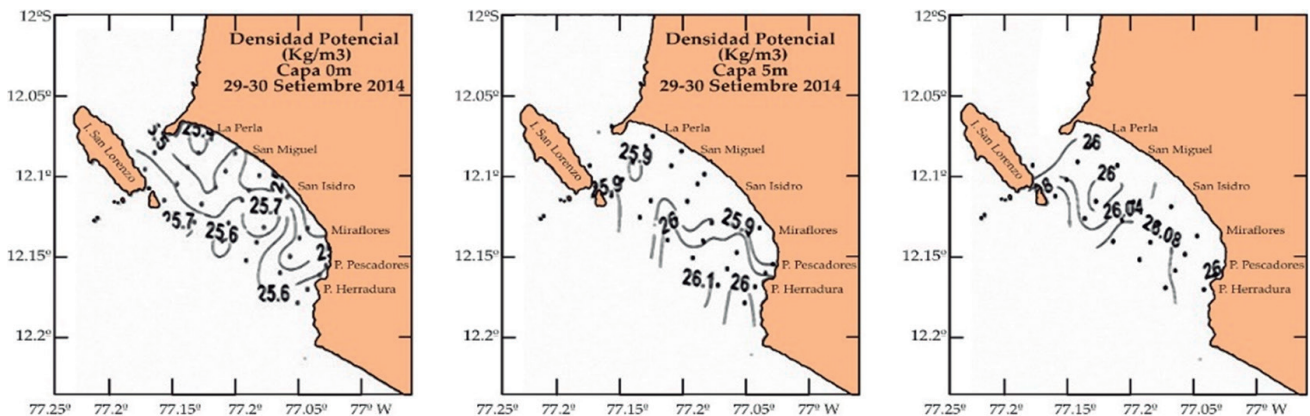 12ºS
12.05º
12.1º
12.15º
12.2º
77.25º 77.2º 77.15º 77.2º 77.05º 77º W
Densidad Potencial
(Kg/m3)
Capa 0m
29-30 Setiembre 2014
I. San Lorenzo
La Perla
San Miguel
San Isidro
Miraflores
P. Pescadores
P. Herradura
25.7
25.7
25.6
25.6
12ºS
12.05º
12.1º
12.15º
12.2º
77.25º 77.2º 77.15º 77.2º 77.05º 77º W
Densidad Potencial
(Kg/m3)
Capa 5m
29-30 Setiembre 2014
I. San Lorenzo
La Perla
San Miguel
San Isidro
Miraflores
P. Pescadores
P. Herradura
25.9
25.9
26
25.9
26.1
26
12ºS
12.05º
12.1º
12.15º
12.2º
77.25º 77.2º 77.15º 77.2º 77.05º 77º W
I. San Lorenzo
La Perla
San Miguel
San Isidro
Miraflores
P. Pescadores
P. Herradura
26
26
26.04
26.08
26